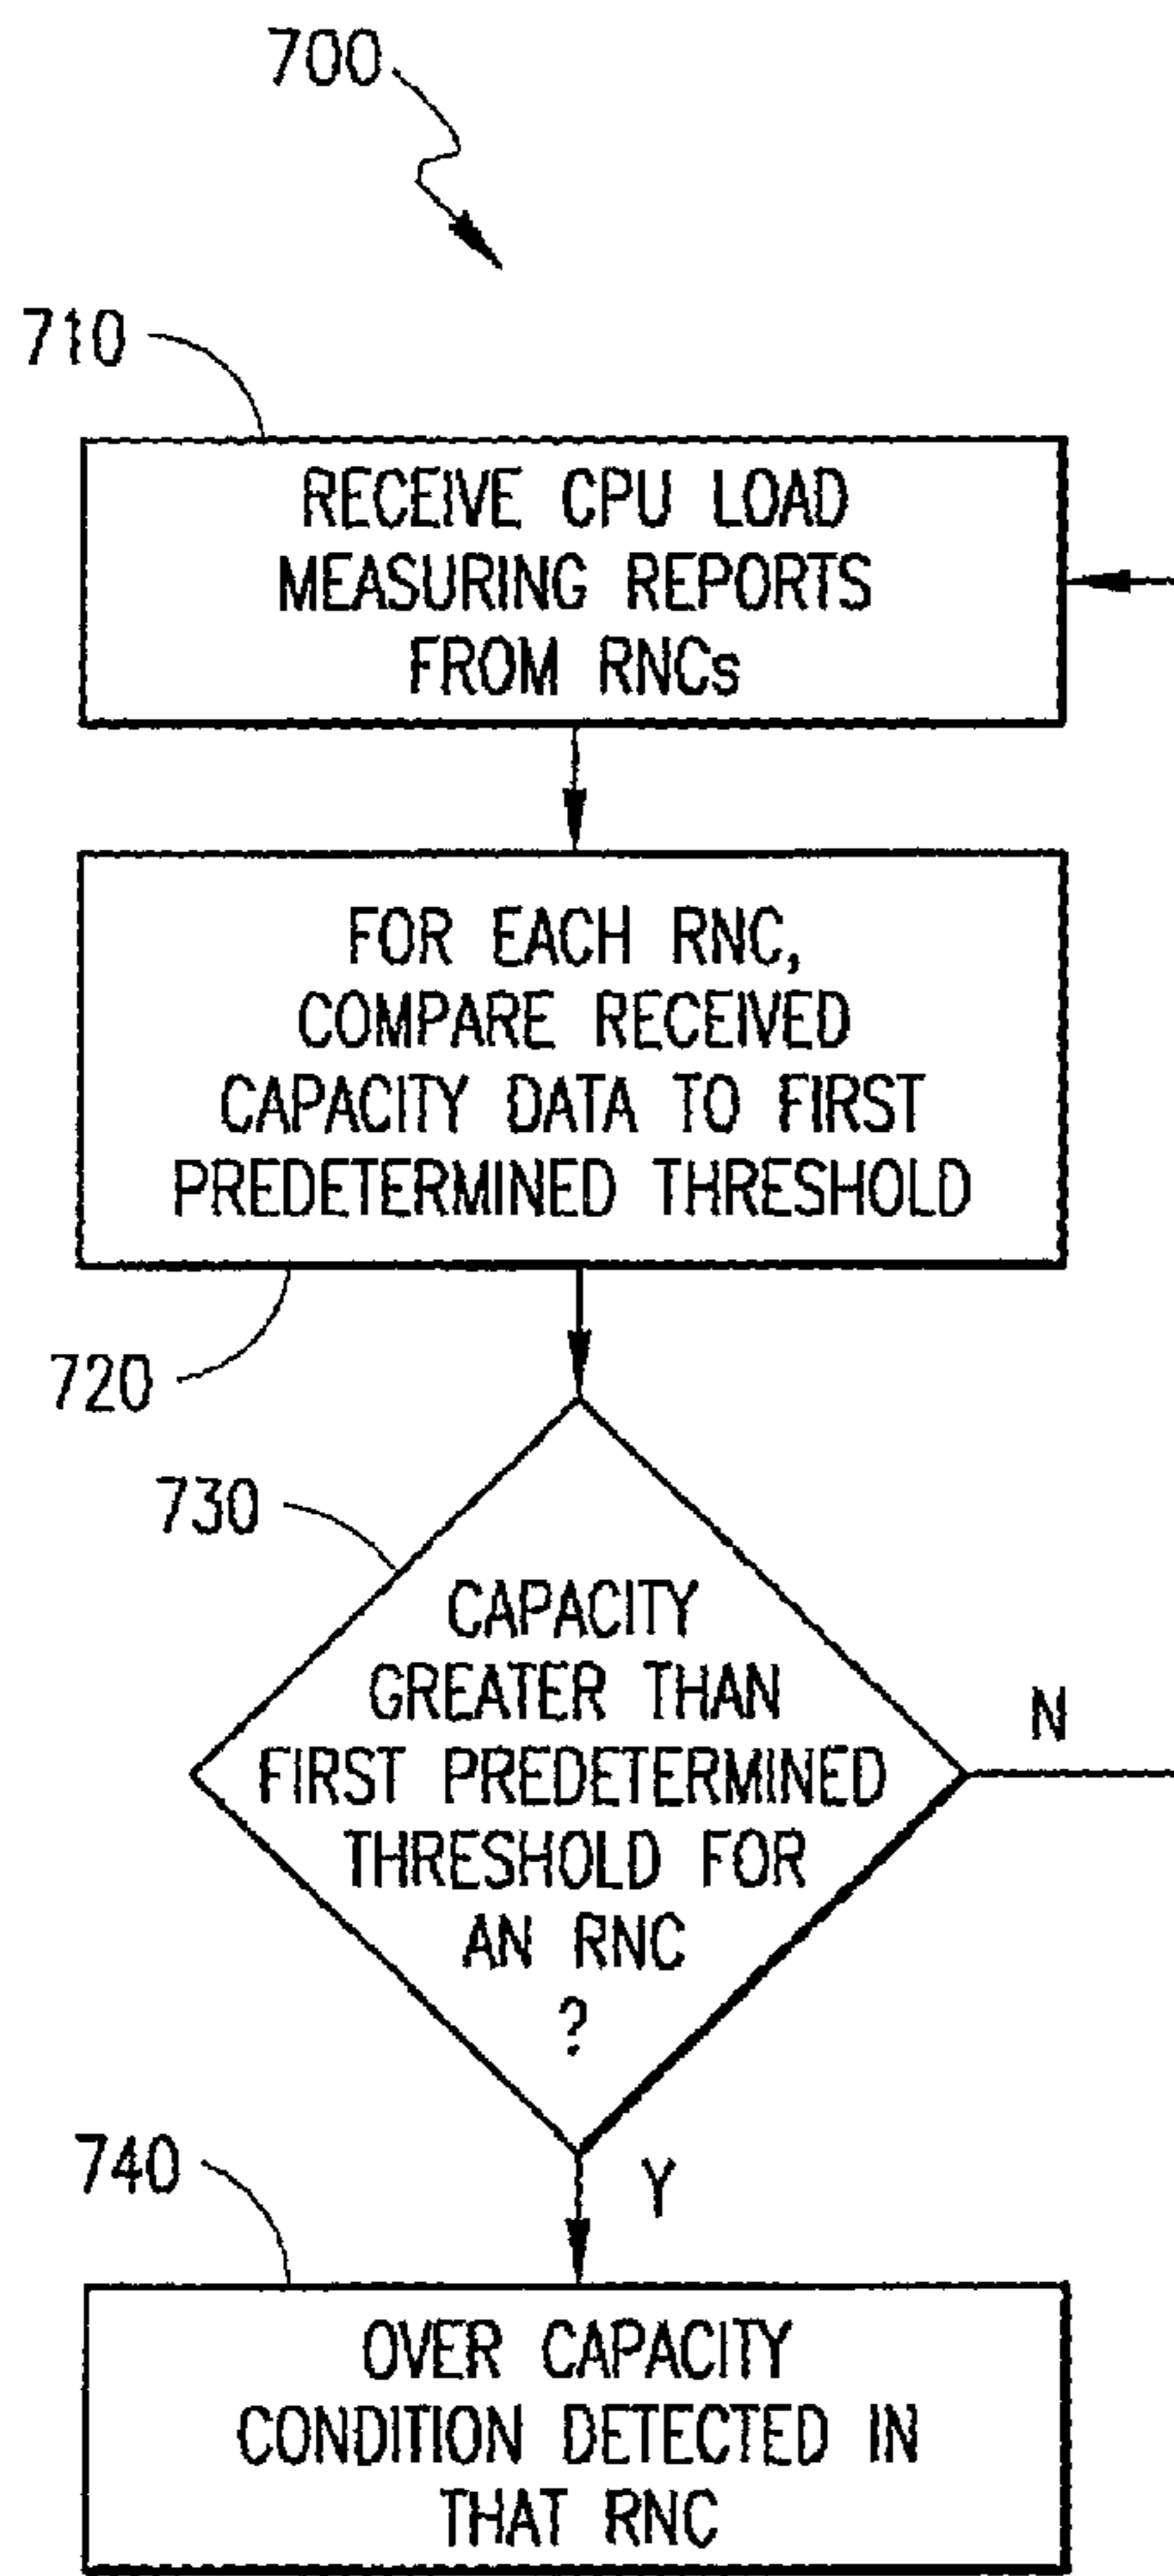 700
710
RECEIVE CPU LOAD
MEASURING REPORTS
FROM RNCs
FOR EACH RNC,
COMPARE RECEIVED
CAPACITY DATA TO FIRST
PREDETERMINED THRESHOLD
720
730
CAPACITY
GREATER THAN
FIRST PREDETERMINED
THRESHOLD FOR
AN RNC
?
N
Y
740
OVER CAPACITY
CONDITION DETECTED IN
THAT RNC